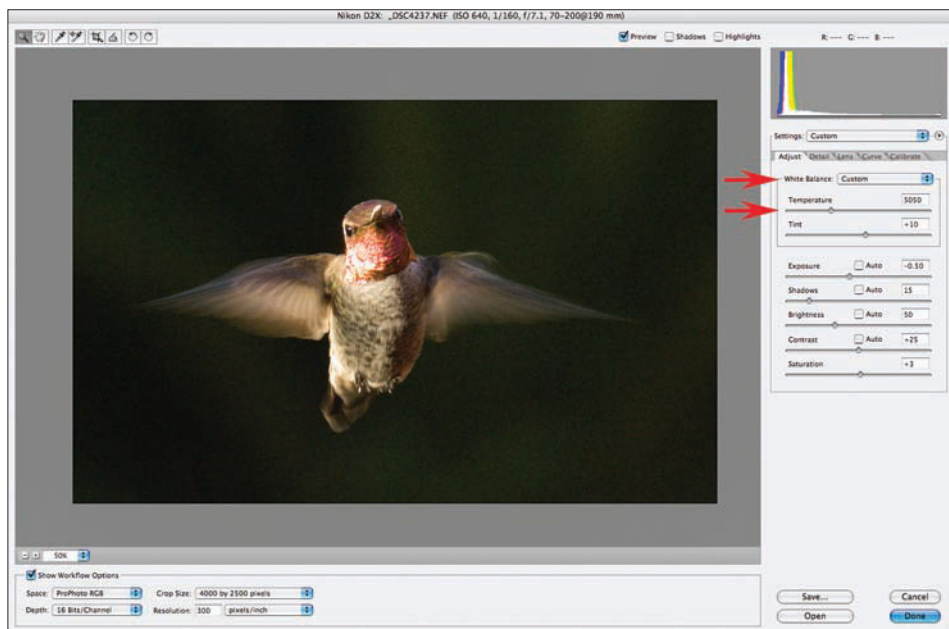 Nikon D2X: _DSC4237.NEF (ISO 640, 1/160, f/7.1, 70-200@190 mm)
Preview Shadows Highlights R: --- G: --- B: ---
Settings: Custom
Adjust Detail Lens Curve Calibrate
White Balance: Custom
Temperature 5050
Tint +10
Exposure Auto -0.50
Shadows Auto 15
Brightness Auto 50
Contrast Auto +25
Saturation +3
- + 50%
Show Workflow Options
Space: ProPhoto RGB Crop Size: 4000 by 2500 pixels
Depth: 16 Bits/Channel Resolution: 300 pixels/inch
Save... Cancel
Open Done